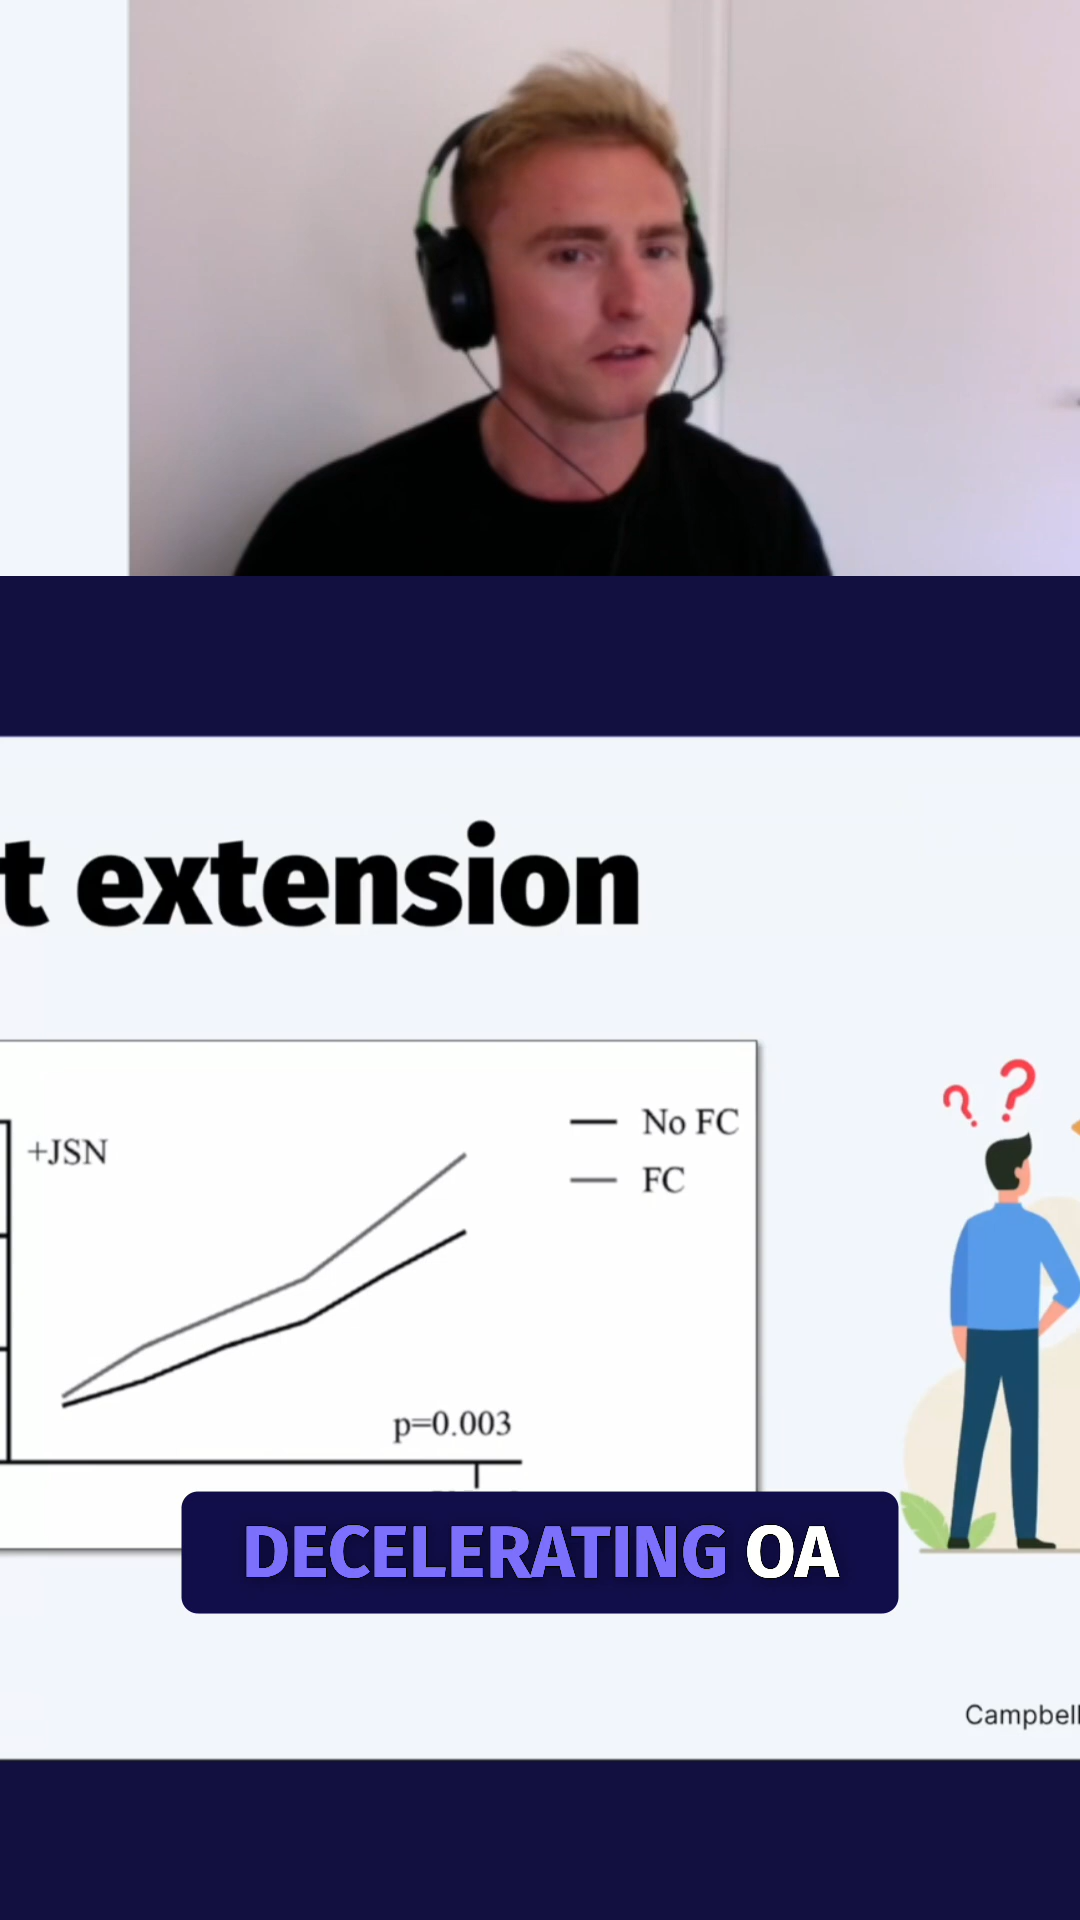 t extension
+JSN
No FC
FC
p=0.003
? ?
DECELERATING OA
Campbell